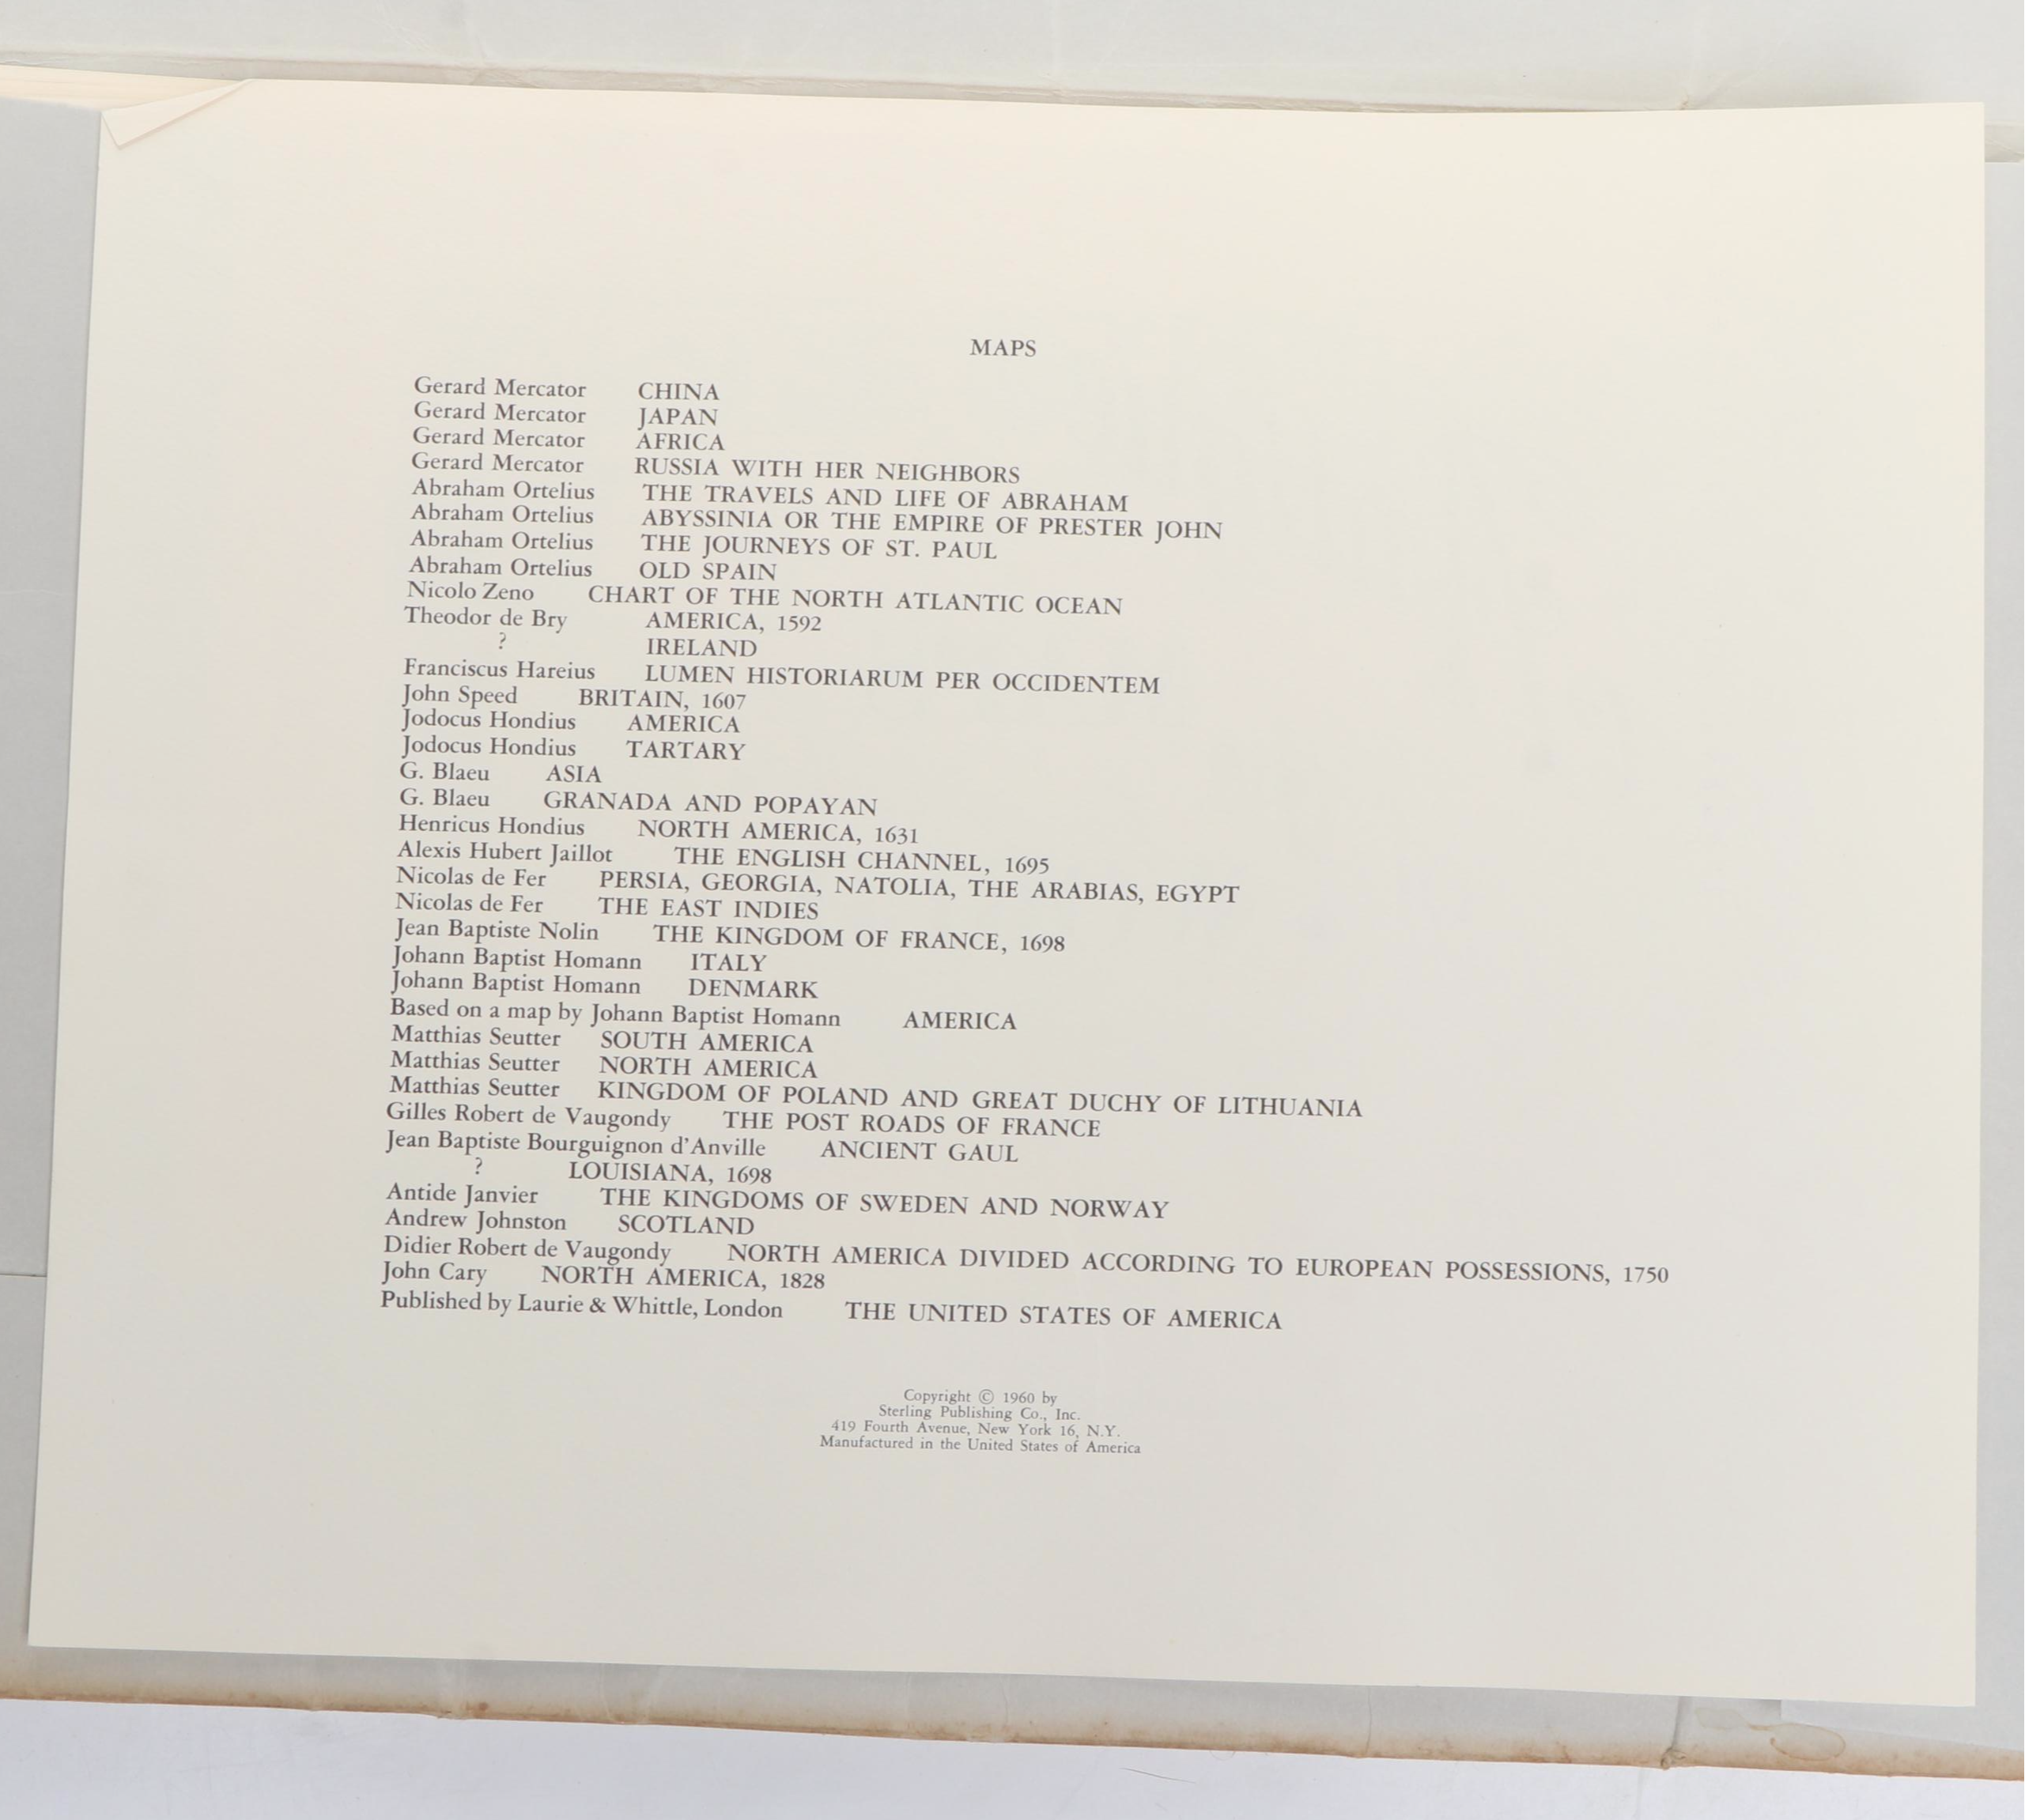 MAPS
Gerard Mercator CHINA
Gerard Mercator JAPAN
Gerard Mercator AFRICA
Gerard Mercator RUSSIA WITH HER NEIGHBORS
Abraham Ortelius THE TRAVELS AND LIFE OF ABRAHAM
Abraham Ortelius ABYSSINIA OR THE EMPIRE OF PRESTER JOHN
Abraham Ortelius THE JOURNEYS OF ST. PAUL
Abraham Ortelius OLD SPAIN
Nicolo Zeno CHART OF THE NORTH ATLANTIC OCEAN
Theodor de Bry AMERICA, 1592
? IRELAND
Franciscus Hareius LUMEN HISTORIARUM PER OCCIDENTEM
John Speed BRITAIN, 1607
Jodocus Hondius AMERICA
Jodocus Hondius TARTARY
G. Blaeu ASIA
G. Blaeu GRANADA AND POPAYAN
Henricus Hondius NORTH AMERICA, 1631
Alexis Hubert Jaillot THE ENGLISH CHANNEL, 1695
Nicolas de Fer PERSIA, GEORGIA, NATOLIA, THE ARABIAS, EGYPT
Nicolas de Fer THE EAST INDIES
Jean Baptiste Nolin THE KINGDOM OF FRANCE, 1698
Johann Baptist Homann ITALY
Johann Baptist Homann DENMARK
Based on a map by Johann Baptist Homann AMERICA
Matthias Seutter SOUTH AMERICA
Matthias Seutter NORTH AMERICA
Matthias Seutter KINGDOM OF POLAND AND GREAT DUCHY OF LITHUANIA
Gilles Robert de Vaugondy THE POST ROADS OF FRANCE
Jean Baptiste Bourguignon d'Anville ANCIENT GAUL
? LOUISIANA, 1698
Antide Janvier THE KINGDOMS OF SWEDEN AND NORWAY
Andrew Johnston SCOTLAND
Didier Robert de Vaugondy NORTH AMERICA DIVIDED ACCORDING TO EUROPEAN POSSESSIONS, 1750
John Cary NORTH AMERICA, 1828
Published by Laurie & Whittle, London THE UNITED STATES OF AMERICA
Copyright © 1960 by
Sterling Publishing Co., Inc.
419 Fourth Avenue, New York 16, N.Y.
Manufactured in the United States of America